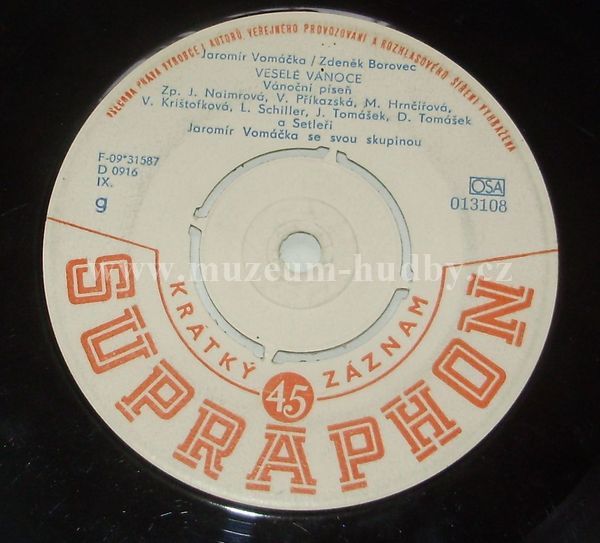 VŠECHNA PRÁVA VÝROBCE I AUTORŮ VEŘEJNÉHO PROVOZOVÁNÍ A ROZHLASOVÉHO ŠÍŘENÍ VYHRAŽENA
Jaromír Vomáčka / Zdeněk Borovec
VESELÉ VÁNOCE
Vánoční píseň
Zp. J. Naimrová, V. Příkazská, M. Hrnčířová,
V. Krištofková, L. Schiller, J. Tomášek, D. Tomášek
a Setleři
Jaromír Vomáčka se svou skupinou
F-09*31587
D 0916
IX.
g
OSA
013108
www.muzeum-hudby.cz
KRÁTKÝ 45 ZÁZNAM
SUPRAPHON